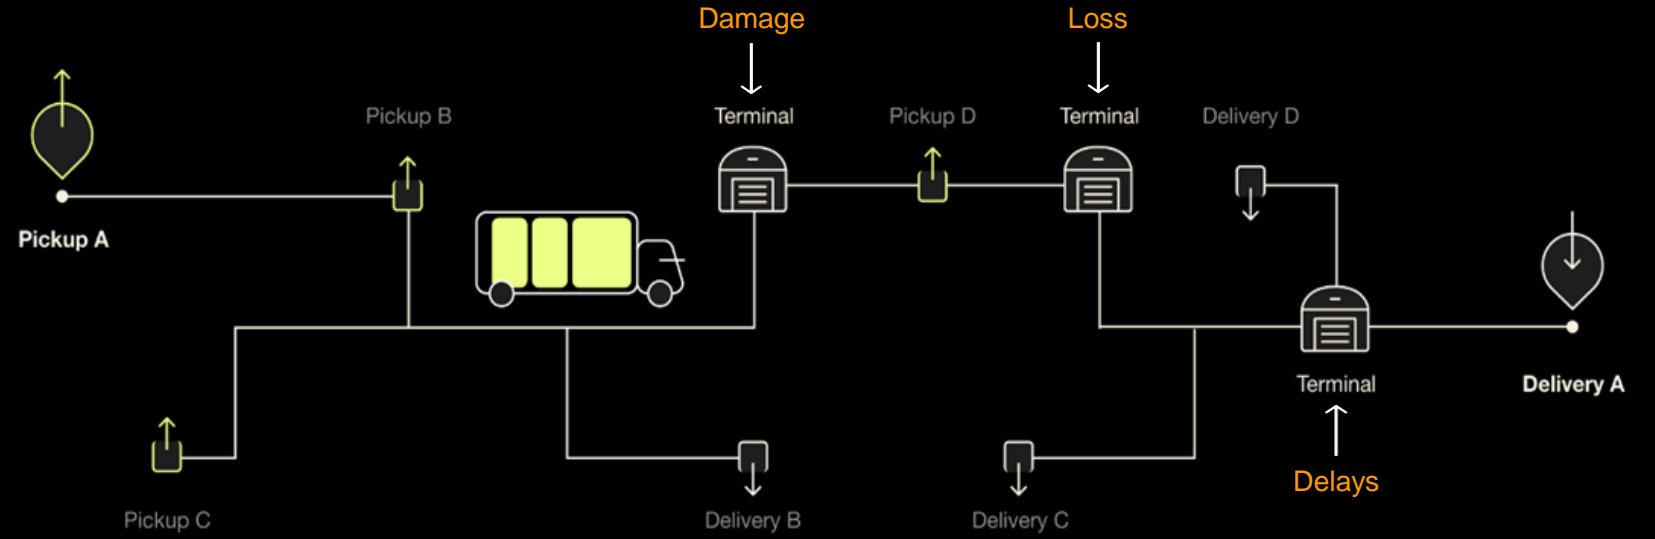 Damage
Loss
Pickup B
Terminal
Pickup D
Terminal
Delivery D
Pickup A
Terminal
Delivery A
Delays
Pickup C
Delivery B
Delivery C